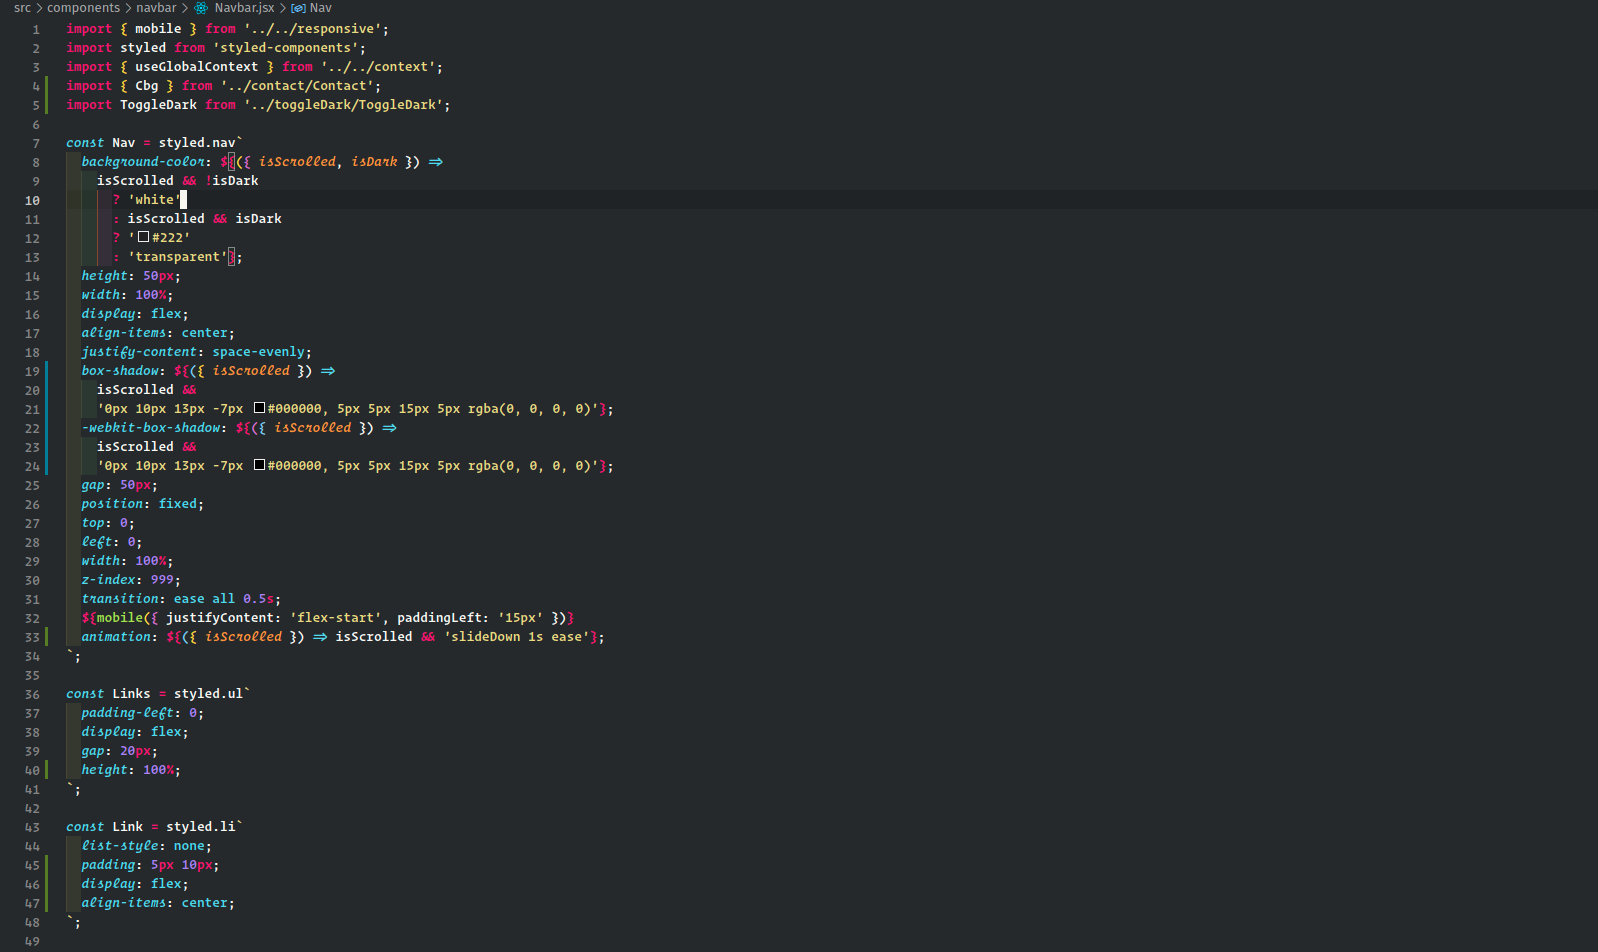 src > components > navbar > Navbar.jsx > Nav
1 import { mobile } from '../../responsive';
2 import styled from 'styled-components';
3 import { useGlobalContext } from '../../context';
4 import { Cbg } from '../contact/Contact';
5 import ToggleDark from '../toggleDark/ToggleDark';
6
7 const Nav = styled.nav`
8   background-color: ${({ isScrolled, isDark }) =>
9     isScrolled && !isDark
10       ? 'white'
11       : isScrolled && isDark
12       ? '#222'
13       : 'transparent'};
14   height: 50px;
15   width: 100%;
16   display: flex;
17   align-items: center;
18   justify-content: space-evenly;
19   box-shadow: ${({ isScrolled }) =>
20     isScrolled &&
21     '0px 10px 13px -7px #000000, 5px 5px 15px 5px rgba(0, 0, 0, 0)'};
22   -webkit-box-shadow: ${({ isScrolled }) =>
23     isScrolled &&
24     '0px 10px 13px -7px #000000, 5px 5px 15px 5px rgba(0, 0, 0, 0)'};
25   gap: 50px;
26   position: fixed;
27   top: 0;
28   left: 0;
29   width: 100%;
30   z-index: 999;
31   transition: ease all 0.5s;
32   ${mobile({ justifyContent: 'flex-start', paddingLeft: '15px' })}
33   animation: ${({ isScrolled }) => isScrolled && 'slideDown 1s ease'};
34 `;
35
36 const Links = styled.ul`
37   padding-left: 0;
38   display: flex;
39   gap: 20px;
40   height: 100%;
41 `;
42
43 const Link = styled.li`
44   list-style: none;
45   padding: 5px 10px;
46   display: flex;
47   align-items: center;
48 `;
49